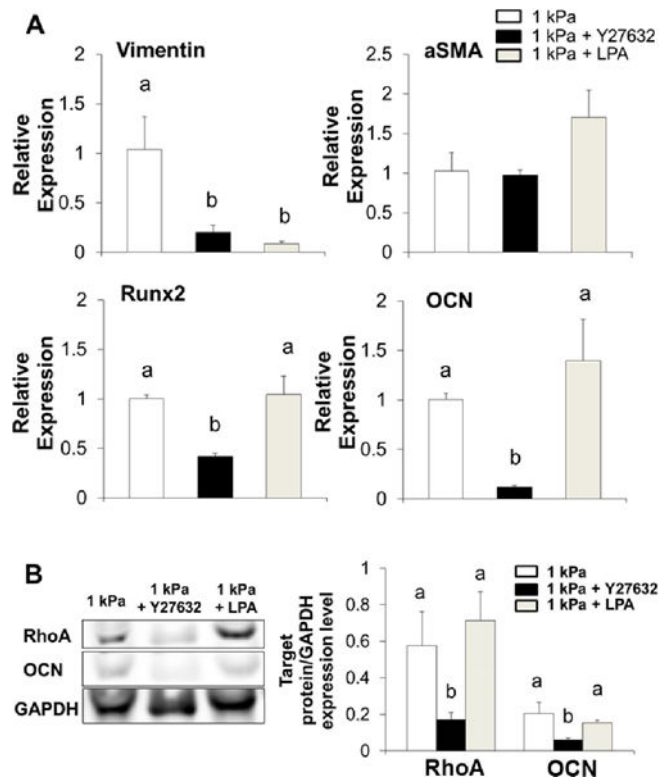 A
1 kPa
1 kPa + Y27632
1 kPa + LPA
Vimentin
Relative
Expression
1.5
1
0.5
0
a
b
b
aSMA
Relative
Expression
2.5
2
1.5
1
0.5
0
Runx2
Relative
Expression
2
1.5
1
0.5
0
a
b
a
OCN
Relative
Expression
2
1.5
1
0.5
0
a
b
a
B
1 kPa
1 kPa
+ Y27632
1 kPa
+ LPA
RhoA
OCN
GAPDH
Target
protein/GAPDH
expression level
1
0.8
0.6
0.4
0.2
0
1 kPa
1 kPa + Y27632
1 kPa + LPA
a
b
a
a
b
a
RhoA
OCN